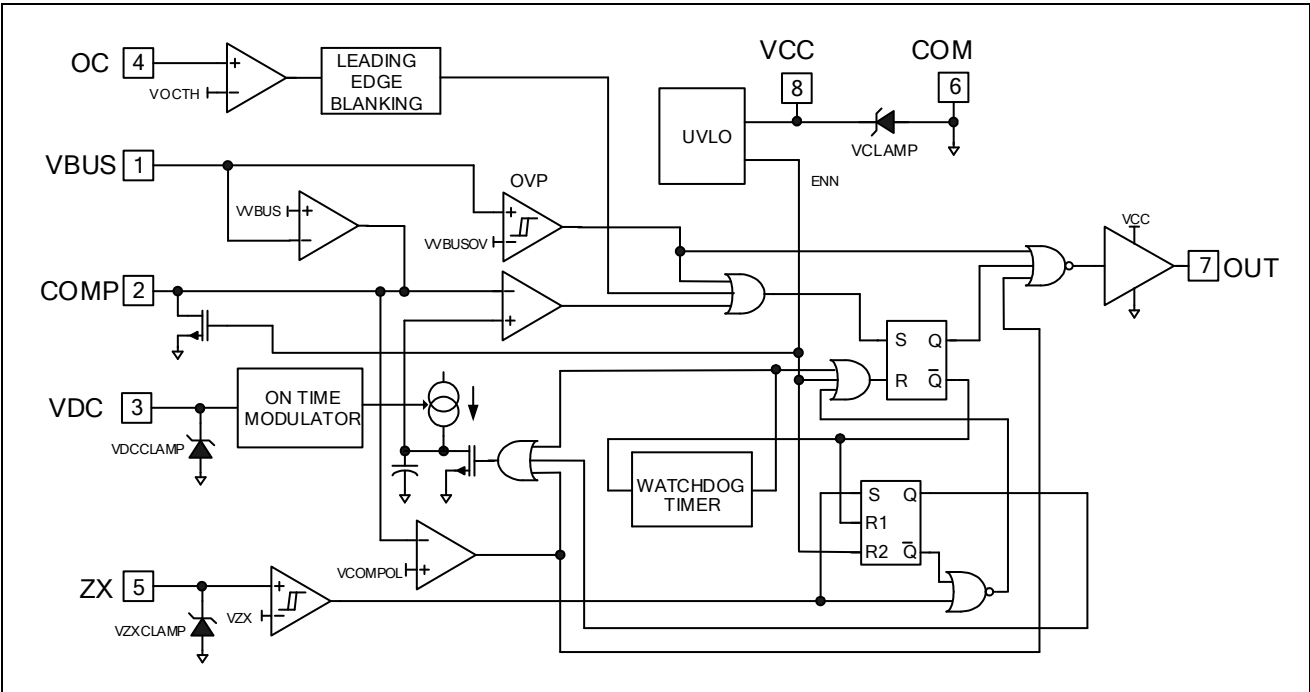 OC 4
VOCTH
+
−
LEADING
EDGE
BLANKING
VCC
8
COM
6
UVLO
VCLAMP
ENN
VBUS 1
OVP
VVBUS
+
−
+
−
VVBUSOV
VCC
7 OUT
COMP 2
−
+
S Q
R Q
VDC 3
ON TIME
MODULATOR
VDCCLAMP
WATCHDOG
TIMER
S Q
R1
R2 Q
−
+
VCOMPOL
ZX 5
+
−
VZX
VZXCLAMP